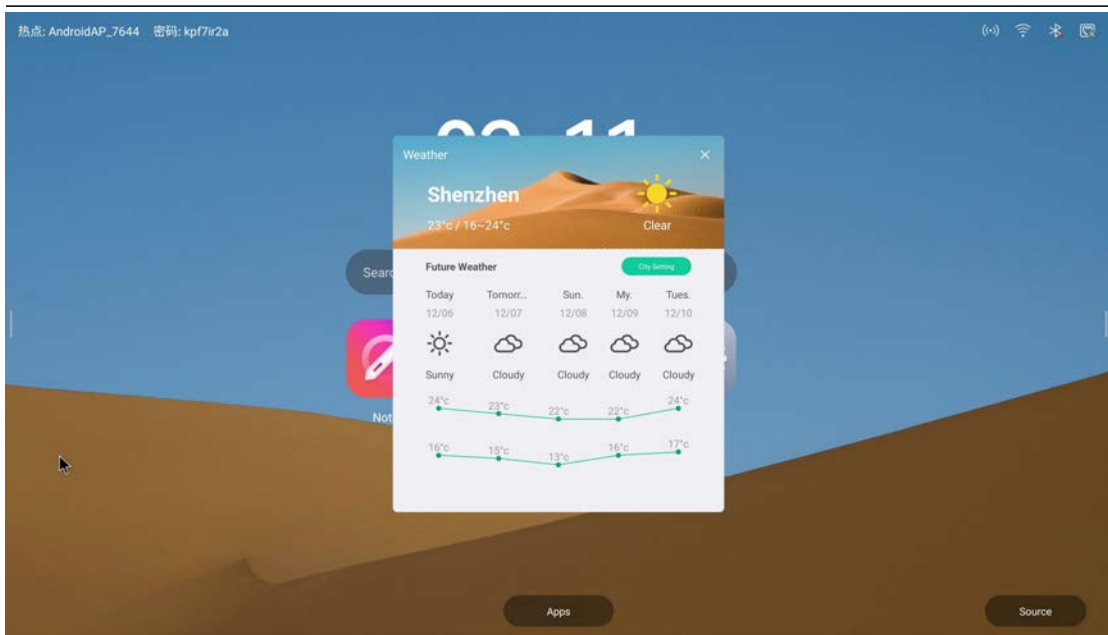 热点: AndroidAP_7644 密码: kpf7ir2a
Weather
Shenzhen
23°c / 16~24°c
Clear
Future Weather
City Setting
Today Tomorr... Sun. My. Tues.
12/06 12/07 12/08 12/09 12/10
Sunny Cloudy Cloudy Cloudy Cloudy
24°c 23°c 22°c 22°c 24°c
16°c 15°c 13°c 16°c 17°c
Apps
Source